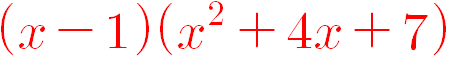 (x − 1)(x² + 4x + 7)